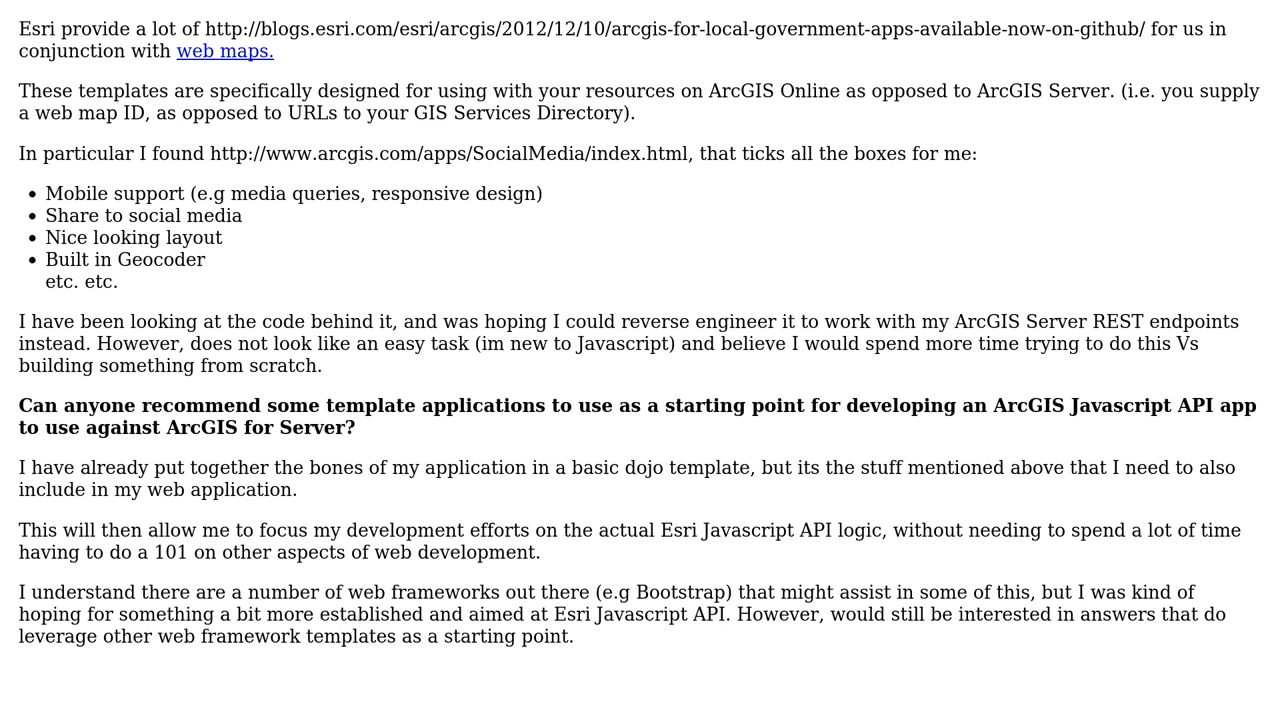 Esri provide a lot of http://blogs.esri.com/esri/arcgis/2012/12/10/arcgis-for-local-government-apps-available-now-on-github/ for us in
conjunction with web maps.
These templates are specifically designed for using with your resources on ArcGIS Online as opposed to ArcGIS Server. (i.e. you supply
a web map ID, as opposed to URLs to your GIS Services Directory).
In particular I found http://www.arcgis.com/apps/SocialMedia/index.html, that ticks all the boxes for me:
• Mobile support (e.g media queries, responsive design)
• Share to social media
• Nice looking layout
• Built in Geocoder
etc. etc.
I have been looking at the code behind it, and was hoping I could reverse engineer it to work with my ArcGIS Server REST endpoints
instead. However, does not look like an easy task (im new to Javascript) and believe I would spend more time trying to do this Vs
building something from scratch.
Can anyone recommend some template applications to use as a starting point for developing an ArcGIS Javascript API app
to use against ArcGIS for Server?
I have already put together the bones of my application in a basic dojo template, but its the stuff mentioned above that I need to also
include in my web application.
This will then allow me to focus my development efforts on the actual Esri Javascript API logic, without needing to spend a lot of time
having to do a 101 on other aspects of web development.
I understand there are a number of web frameworks out there (e.g Bootstrap) that might assist in some of this, but I was kind of
hoping for something a bit more established and aimed at Esri Javascript API. However, would still be interested in answers that do
leverage other web framework templates as a starting point.